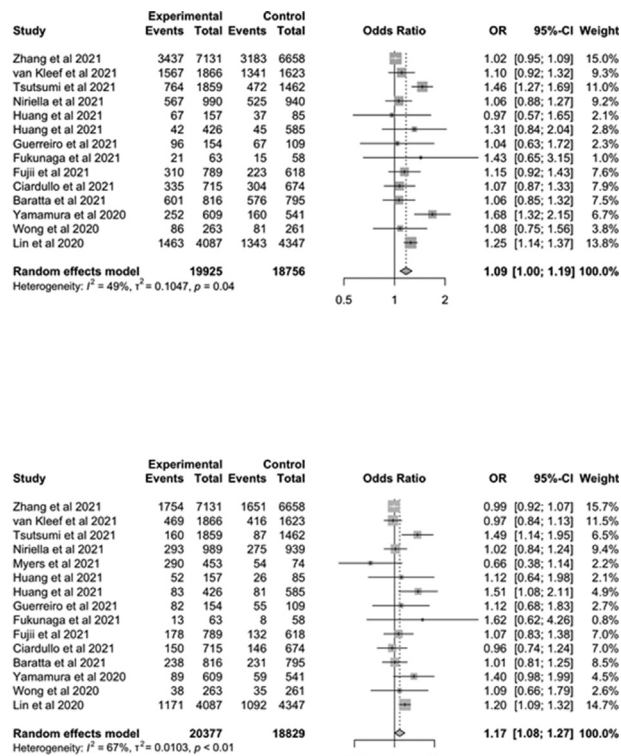 Experimental Control
Study Events Total Events Total Odds Ratio OR 95%-CI Weight
Zhang et al 2021 3437 7131 3183 6658 1.02 [0.95; 1.09] 15.0%
van Kleef et al 2021 1567 1866 1341 1623 1.10 [0.92; 1.32] 9.3%
Tsutsumi et al 2021 764 1859 472 1462 1.46 [1.27; 1.69] 11.0%
Niriella et al 2021 567 990 525 940 1.06 [0.88; 1.27] 9.2%
Huang et al 2021 67 157 37 85 0.97 [0.57; 1.65] 2.1%
Huang et al 2021 42 426 45 585 1.31 [0.84; 2.04] 2.8%
Guerreiro et al 2021 96 154 67 109 1.04 [0.63; 1.72] 2.3%
Fukunaga et al 2021 21 63 15 58 1.43 [0.65; 3.15] 1.0%
Fujii et al 2021 310 789 223 618 1.15 [0.92; 1.43] 7.6%
Ciardullo et al 2021 335 715 304 674 1.07 [0.87; 1.33] 7.9%
Baratta et al 2021 601 816 576 795 1.06 [0.85; 1.32] 7.5%
Yamamura et al 2020 252 609 160 541 1.68 [1.32; 2.15] 6.7%
Wong et al 2020 86 263 81 261 1.08 [0.75; 1.56] 3.8%
Lin et al 2020 1463 4087 1343 4347 1.25 [1.14; 1.37] 13.8%
Random effects model 19925 18756 1.09 [1.00; 1.19] 100.0%
Heterogeneity: I² = 49%, τ² = 0.1047, p = 0.04
0.5 1 2
Experimental Control
Study Events Total Events Total Odds Ratio OR 95%-CI Weight
Zhang et al 2021 1754 7131 1651 6658 0.99 [0.92; 1.07] 15.7%
van Kleef et al 2021 469 1866 416 1623 0.97 [0.84; 1.13] 11.5%
Tsutsumi et al 2021 160 1859 87 1462 1.49 [1.14; 1.95] 6.5%
Niriella et al 2021 293 989 275 939 1.02 [0.84; 1.24] 9.4%
Myers et al 2021 290 453 54 74 0.66 [0.38; 1.14] 2.2%
Huang et al 2021 52 157 26 85 1.12 [0.64; 1.98] 2.1%
Huang et al 2021 83 426 81 585 1.51 [1.08; 2.11] 4.9%
Guerreiro et al 2021 82 154 55 109 1.12 [0.68; 1.83] 2.7%
Fukunaga et al 2021 13 63 8 58 1.62 [0.62; 4.26] 1.0%
Fujii et al 2021 178 789 132 618 1.07 [0.83; 1.38] 7.0%
Ciardullo et al 2021 150 715 146 674 0.96 [0.74; 1.24] 7.0%
Baratta et al 2021 238 816 231 795 1.01 [0.81; 1.25] 8.5%
Yamamura et al 2020 89 609 59 541 1.40 [0.98; 1.99] 4.6%
Wong et al 2020 38 263 35 261 1.09 [0.66; 1.79] 2.6%
Lin et al 2020 1171 4087 1092 4347 1.20 [1.09; 1.32] 14.7%
Random effects model 20377 18829 1.17 [1.08; 1.27] 100.0%
Heterogeneity: I² = 67%, τ² = 0.0103, p < 0.01